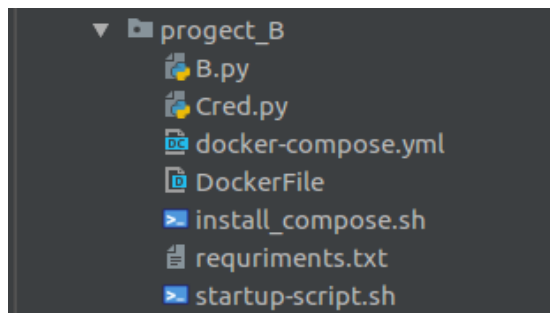 progect_B
B.py
Cred.py
docker-compose.yml
DockerFile
install_compose.sh
requriments.txt
startup-script.sh